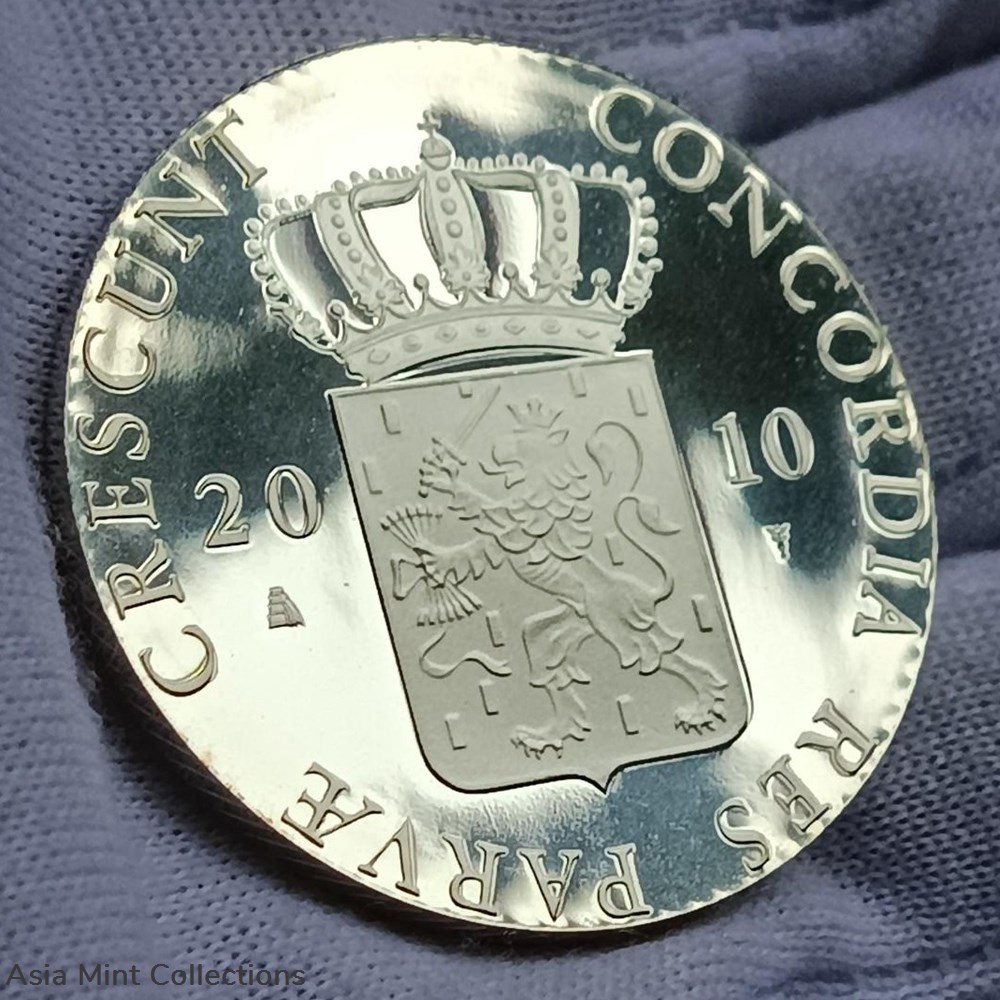 CONCORDIA RES PARVÆ CRESCUNT
20 10
Asia Mint Collections